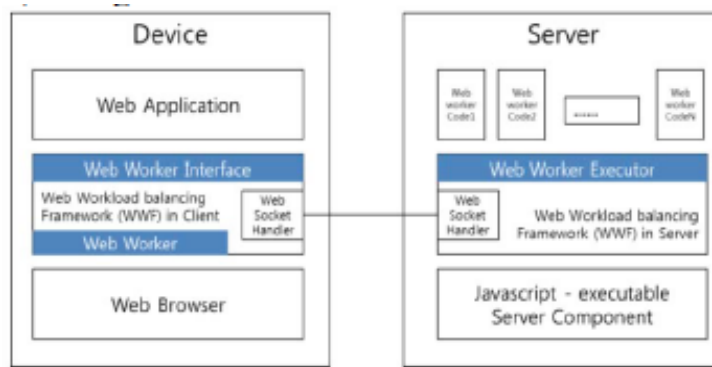 Device
Web Application
Web Worker Interface
Web Workload balancing
Framework (WWF) in Client
Web
Socket
Handler
Web Worker
Web Browser
Server
Web
worker
Code1
Web
worker
Code2
......
Web
worker
CodeN
Web Worker Executor
Web
Socket
Handler
Web Workload balancing
Framework (WWF) in Server
Javascript - executable
Server Component